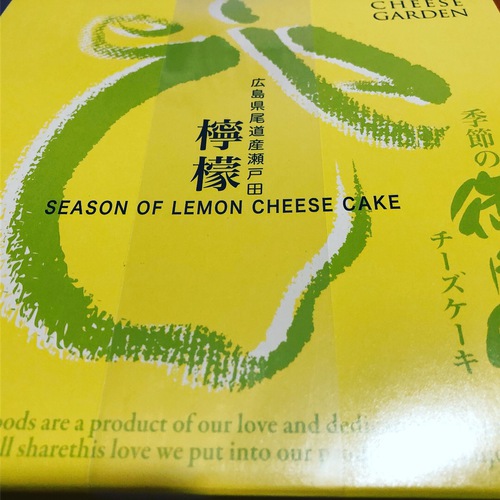 CHEESE
GARDEN
広島県尾道産瀬戸田
檸檬
SEASON OF LEMON CHEESE CAKE
季節の
チーズケーキ
oods are a product of our love and
ll sharethis love we put into our